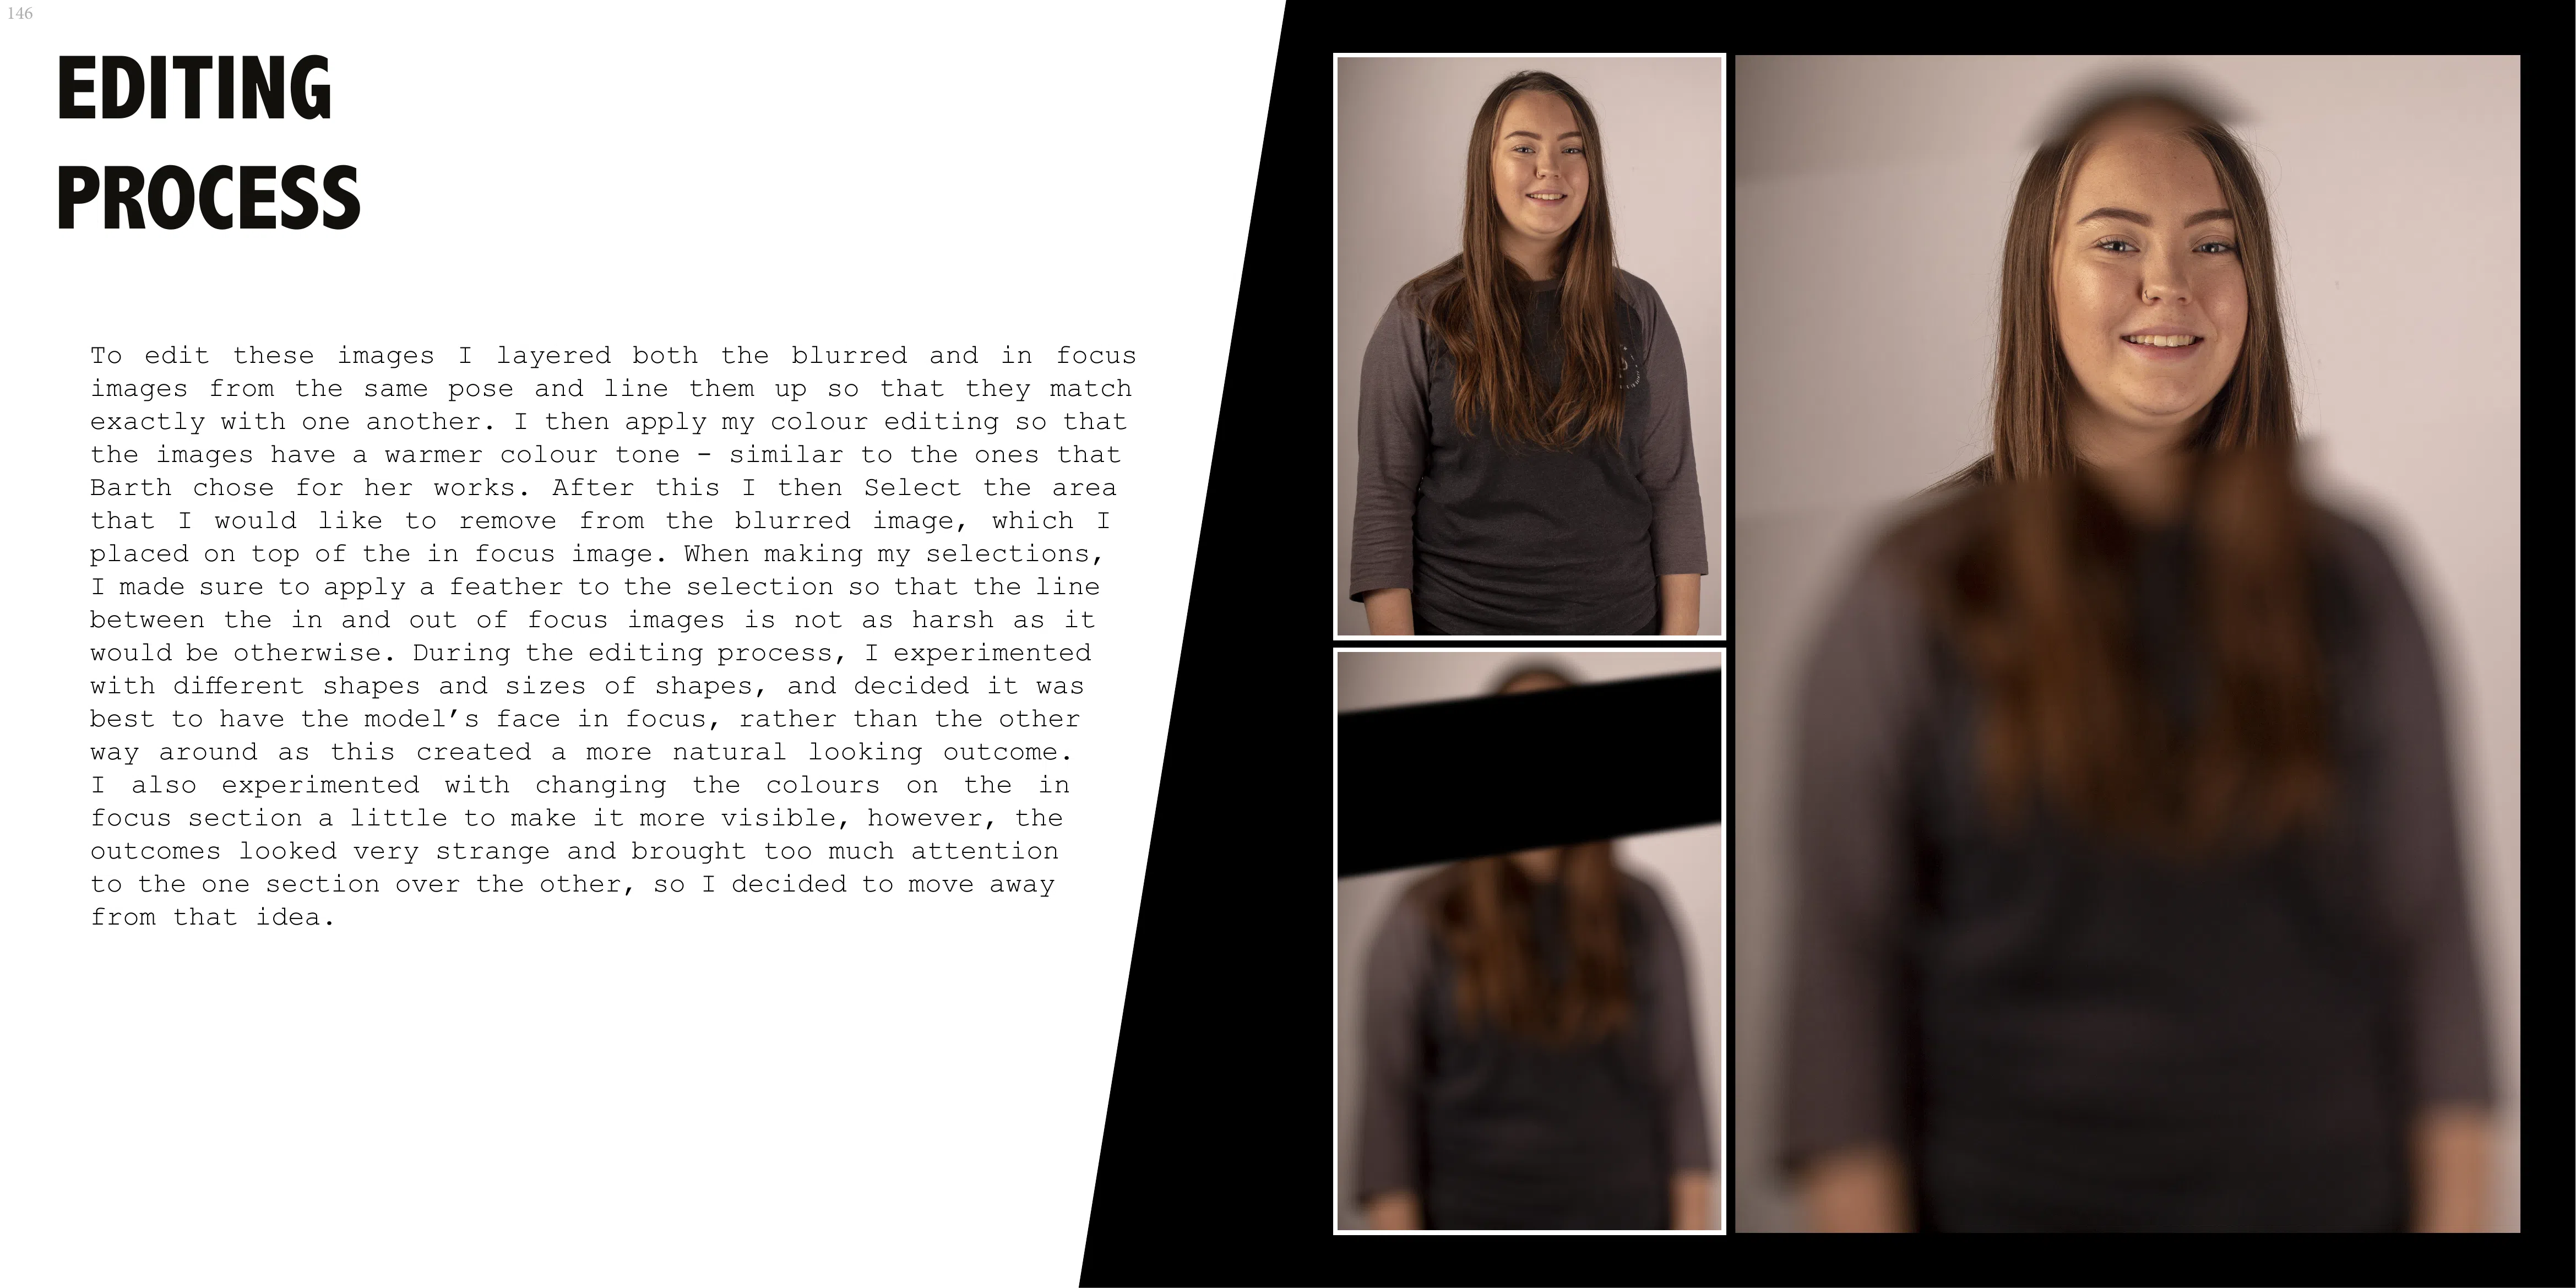 146
EDITING
PROCESS
To edit these images I layered both the blurred and in focus
images from the same pose and line them up so that they match
exactly with one another. I then apply my colour editing so that
the images have a warmer colour tone - similar to the ones that
Barth chose for her works. After this I then Select the area
that I would like to remove from the blurred image, which I
placed on top of the in focus image. When making my selections,
I made sure to apply a feather to the selection so that the line
between the in and out of focus images is not as harsh as it
would be otherwise. During the editing process, I experimented
with different shapes and sizes of shapes, and decided it was
best to have the model’s face in focus, rather than the other
way around as this created a more natural looking outcome.
I also experimented with changing the colours on the in
focus section a little to make it more visible, however, the
outcomes looked very strange and brought too much attention
to the one section over the other, so I decided to move away
from that idea.